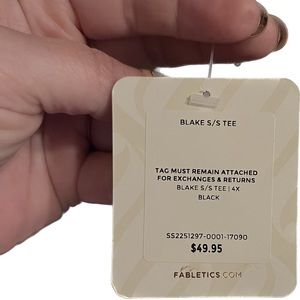 BLAKE S/S TEE
TAG MUST REMAIN ATTACHED
FOR EXCHANGES & RETURNS
BLAKE S/S TEE | 4X
BLACK
SS2251297-0001-17090
$49.95
FABLETICS.COM